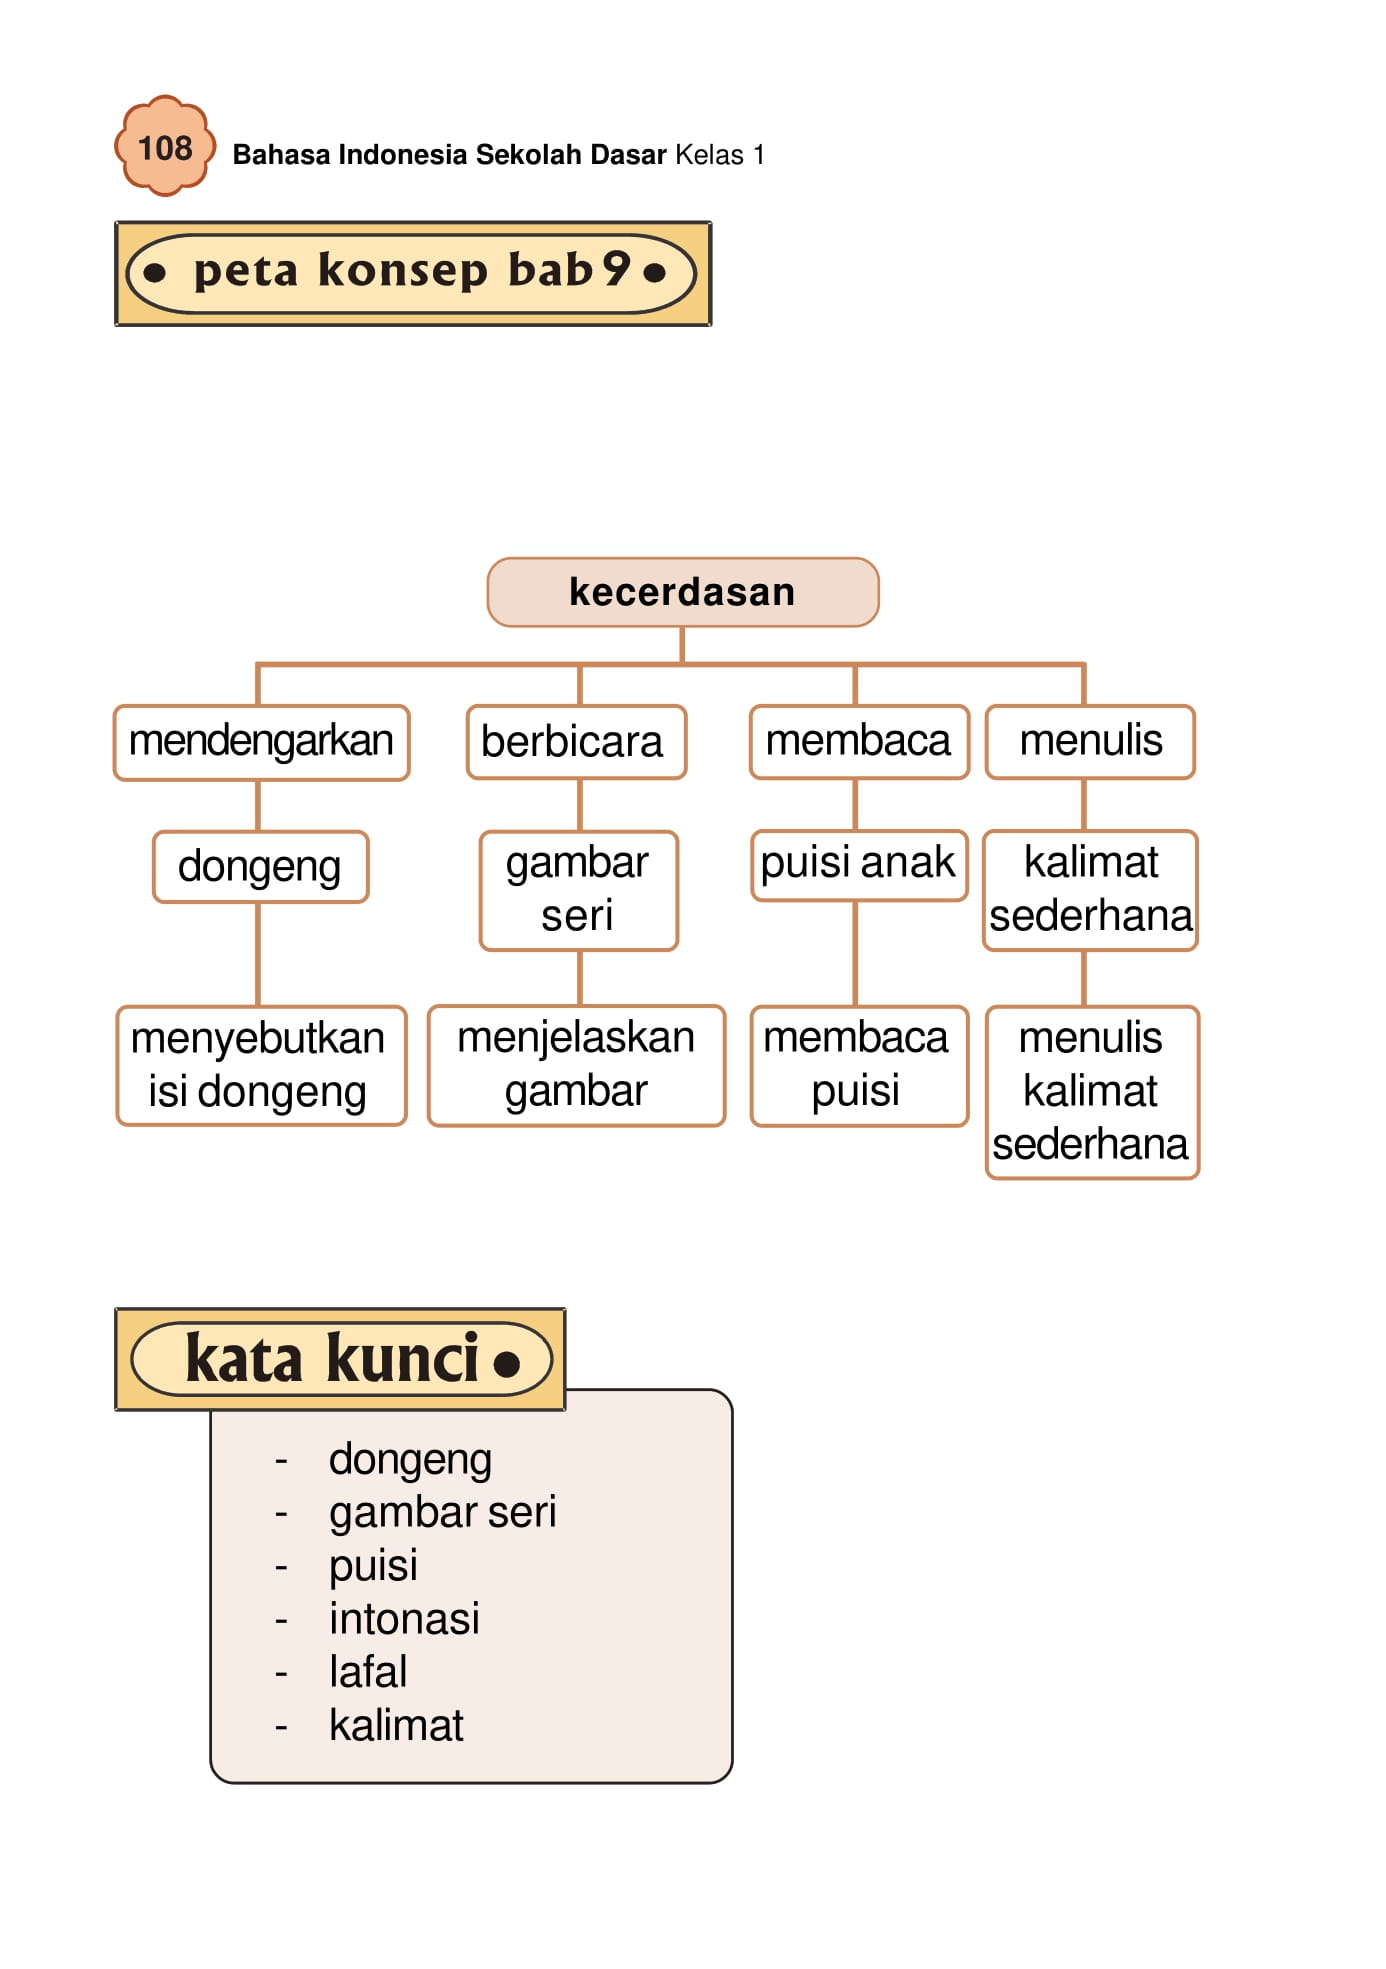 108
Bahasa Indonesia Sekolah Dasar Kelas 1
peta konsep bab 9
kecerdasan
mendengarkan
berbicara
membaca
menulis
dongeng
gambar
seri
puisi anak
kalimat
sederhana
menyebutkan
isi dongeng
menjelaskan
gambar
membaca
puisi
menulis
kalimat
sederhana
kata kunci
- dongeng
- gambar seri
- puisi
- intonasi
- lafal
- kalimat